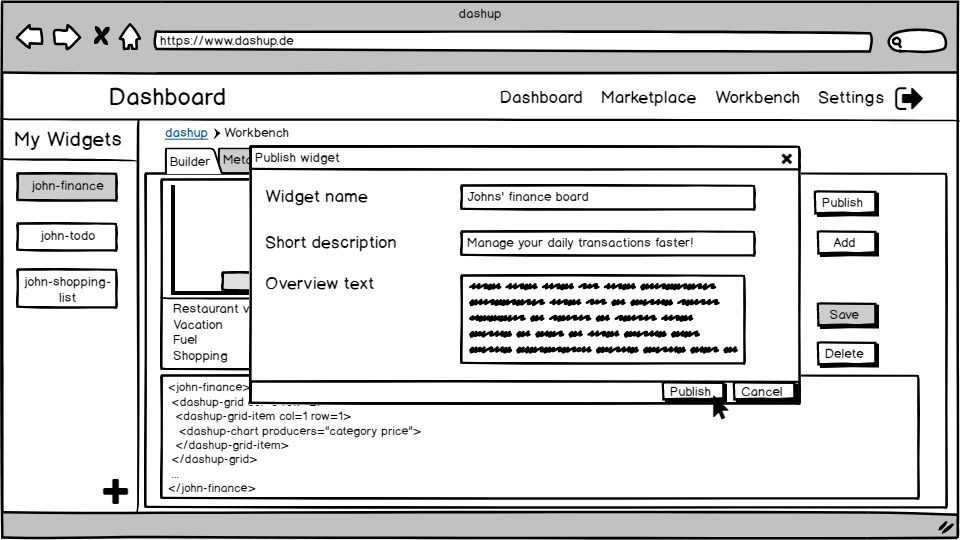 dashup
https://www.dashup.de
Dashboard
Dashboard Marketplace Workbench Settings
My Widgets
john-finance
john-todo
john-shopping-
list
dashup Workbench
Builder
Publish widget
Widget name
Johns' finance board
Short description
Manage your daily transactions faster!
Overview text
Publish
Cancel
Publish
Add
Save
Delete
Restaurant
Vacation
Fuel
Shopping
<john-finance>
<dashup-grid
<dashup-grid-item col=1 row=1>
<dashup-chart producers="category price">
</dashup-grid-item>
</dashup-grid>
...
</john-finance>